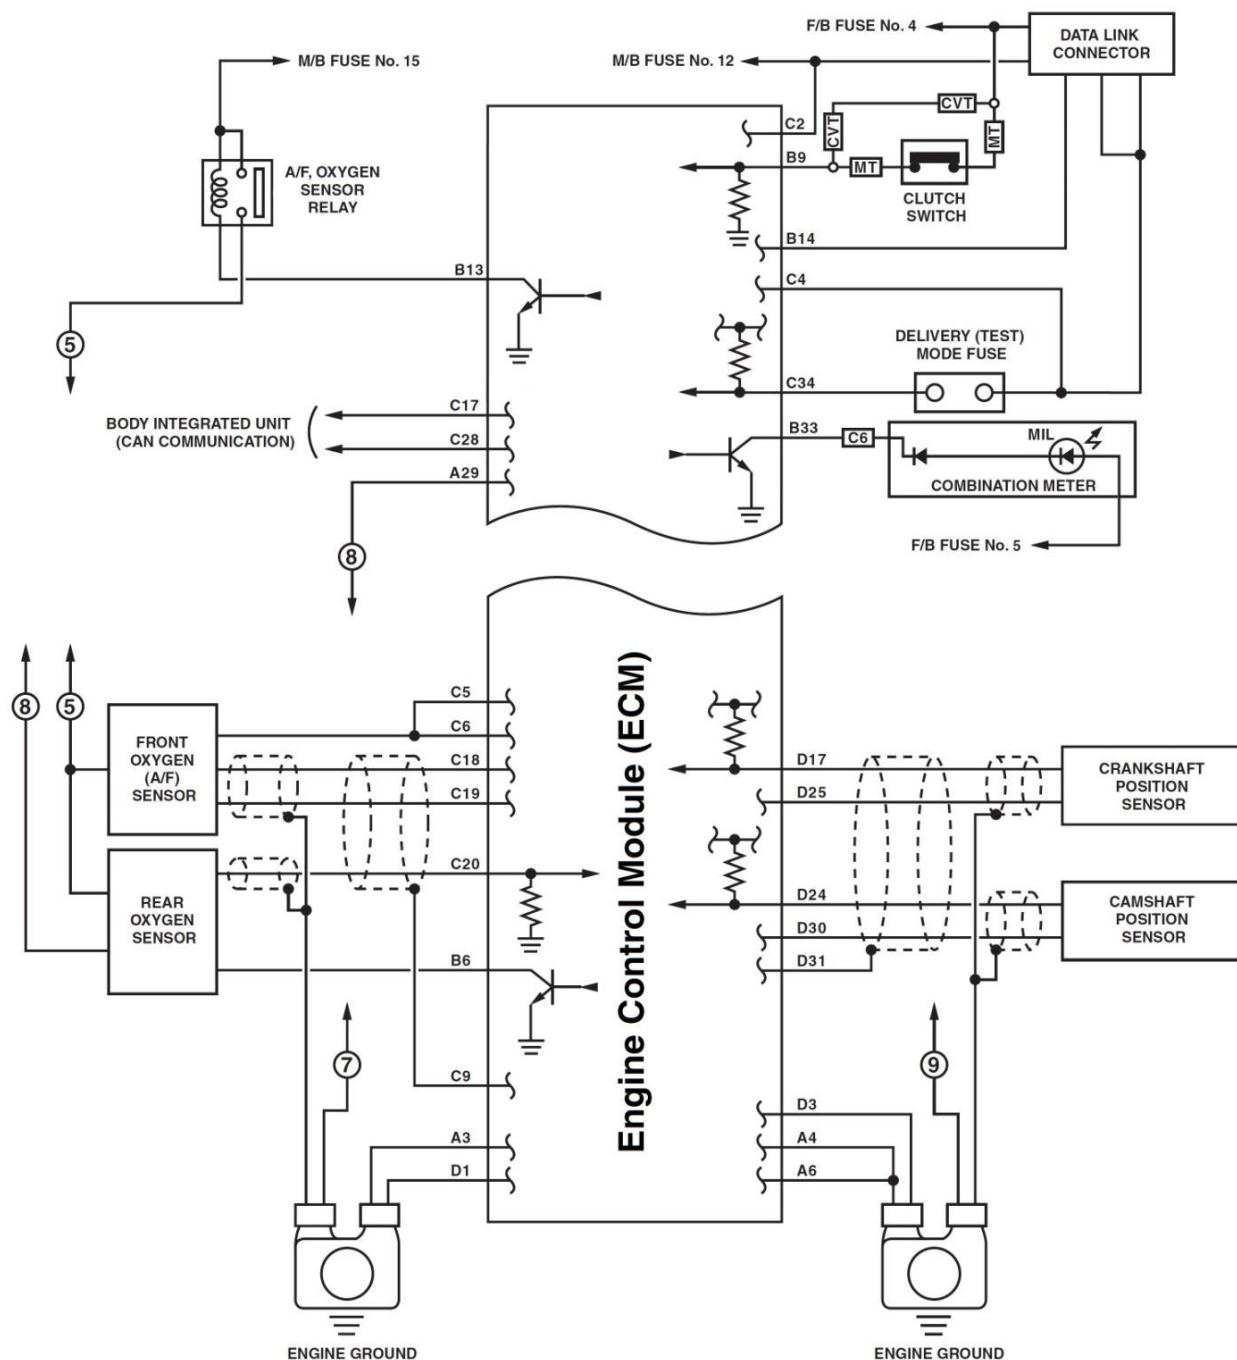 F/B FUSE No. 4
DATA LINK
CONNECTOR
M/B FUSE No. 15
M/B FUSE No. 12
C2
CVT
CVT
MT
B9
MT
CLUTCH
SWITCH
A/F, OXYGEN
SENSOR
RELAY
B14
B13
C4
5
DELIVERY (TEST)
MODE FUSE
C34
C17
BODY INTEGRATED UNIT
(CAN COMMUNICATION)
C28
A29
B33
C6
MIL
COMBINATION METER
F/B FUSE No. 5
8
Engine Control Module (ECM)
8
5
FRONT
OXYGEN
(A/F)
SENSOR
C5
C6
C18
C19
D17
D25
CRANKSHAFT
POSITION
SENSOR
REAR
OXYGEN
SENSOR
C20
B6
D24
D30
D31
CAMSHAFT
POSITION
SENSOR
7
9
C9
A3
D1
D3
A4
A6
ENGINE GROUND
ENGINE GROUND